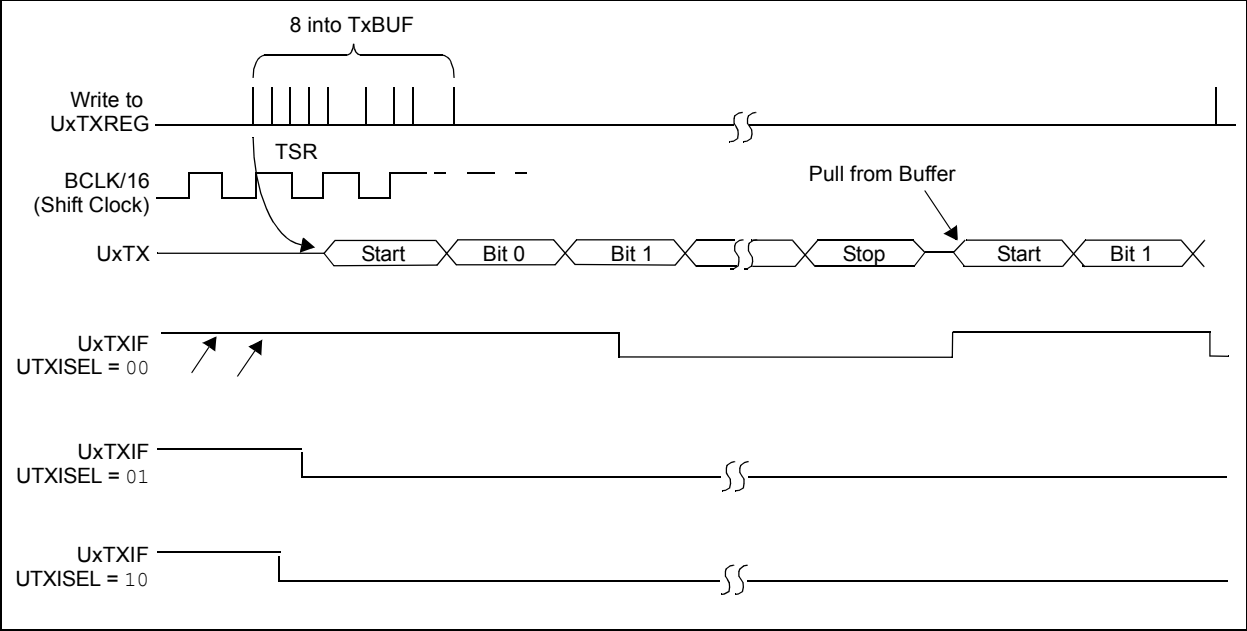 8 into TxBUF
Write to
UxTXREG
TSR
BCLK/16
(Shift Clock)
Pull from Buffer
UxTX
Start
Bit 0
Bit 1
Stop
Start
Bit 1
UxTXIF
UTXISEL = 00
UxTXIF
UTXISEL = 01
UxTXIF
UTXISEL = 10